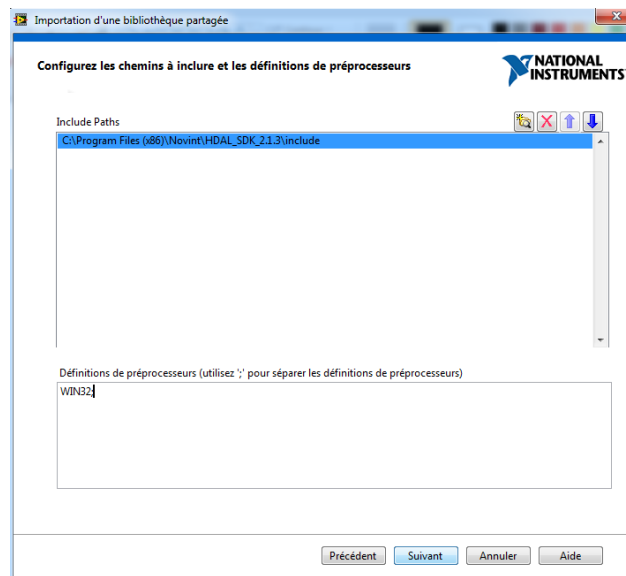 Importation d'une bibliothèque partagée
Configurez les chemins à inclure et les définitions de préprocesseurs
NATIONAL
INSTRUMENTS
Include Paths
C:\Program Files (x86)\Novint\HDAL_SDK_2.1.3\include
Définitions de préprocesseurs (utilisez ';' pour séparer les définitions de préprocesseurs)
WIN32;
Précédent Suivant Annuler Aide